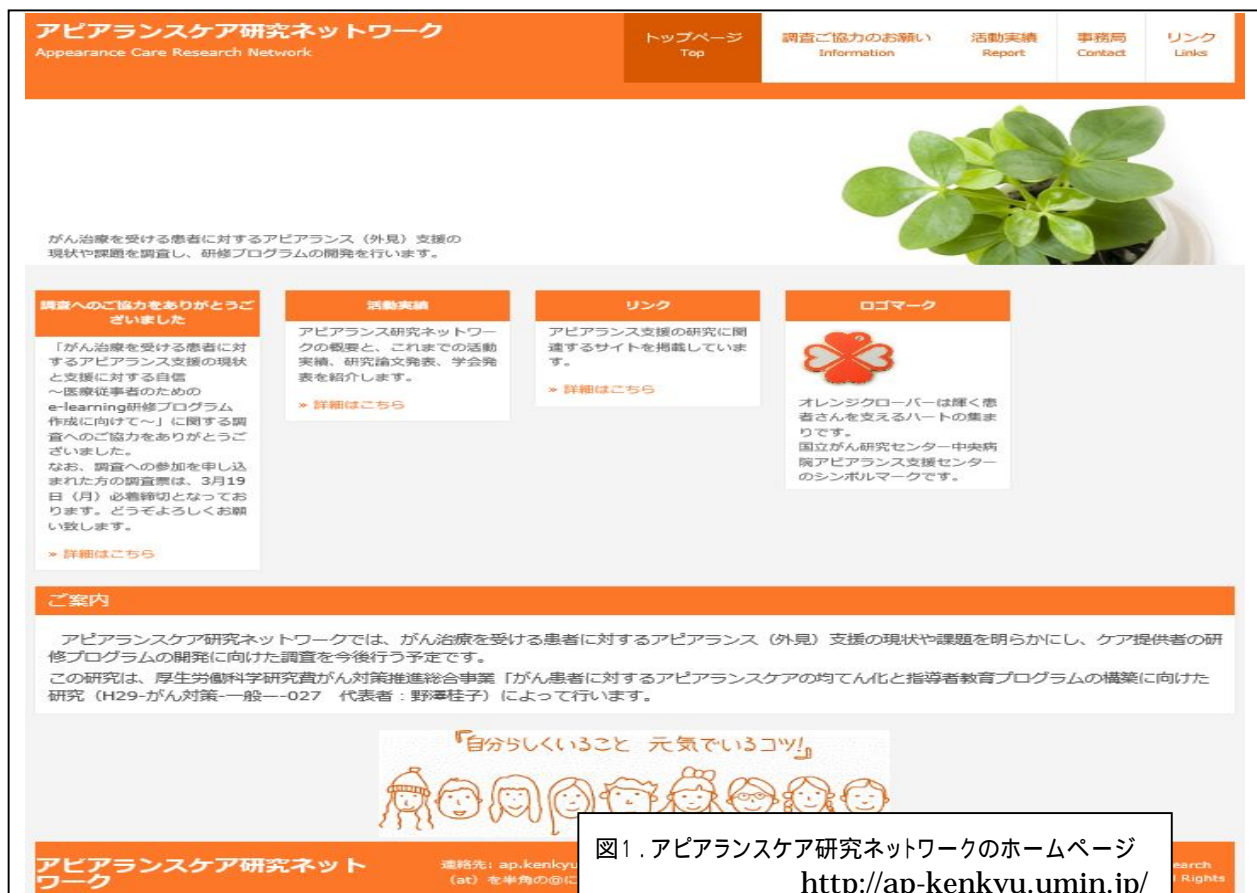 アピアランスケア研究ネットワーク
Appearance Care Research Network
トップページ
Top
調査ご協力のお願い
Information
活動実績
Report
事務局
Contact
リンク
Links
がん治療を受ける患者に対するアピアランス（外見）支援の
現状や課題を調査し、研修プログラムの開発を行います。
調査へのご協力をありがとうご
ざいました
「がん治療を受ける患者に対
するアピアランス支援の現状
と支援に対する自信
～医療従事者のための
e-learning研修プログラム
作成に向けて～」に関する調
査へのご協力をありがとうご
ざいました。
なお、調査への参加を申し込
まれた方の調査票は、3月19
日（月）必着締切となってお
ります。どうぞよろしくお願
い致します。
» 詳細はこちら
活動実績
アピアランス研究ネットワー
クの概要と、これまでの活動
実績、研究論文発表、学会発
表を紹介します。
» 詳細はこちら
リンク
アピアランス支援の研究に関
連するサイトを掲載していま
す。
» 詳細はこちら
ロゴマーク
オレンジクローバーは輝く患
者さんを支えるハートの集ま
りです。
国立がん研究センター中央病
院アピアランス支援センター
のシンボルマークです。
ご案内
アピアランスケア研究ネットワークでは、がん治療を受ける患者に対するアピアランス（外見）支援の現状や課題を明らかにし、ケア提供者の研
修プログラムの開発に向けた調査を今後行う予定です。
この研究は、厚生労働科学研究費がん対策推進総合事業「がん患者に対するアピアランスケアの均てん化と指導者教育プログラムの構築に向けた
研究（H29-がん対策-一般ー-027 代表者：野澤桂子）によって行います。
『自分らしくいること 元気でいるコツ!』
アピアランスケア研究ネット
ワーク
連絡先: ap.kenkyu
（at）を半角の@に
earch
Rights
図1.アピアランスケア研究ネットワークのホームページ
http://ap-kenkyu.umin.jp/